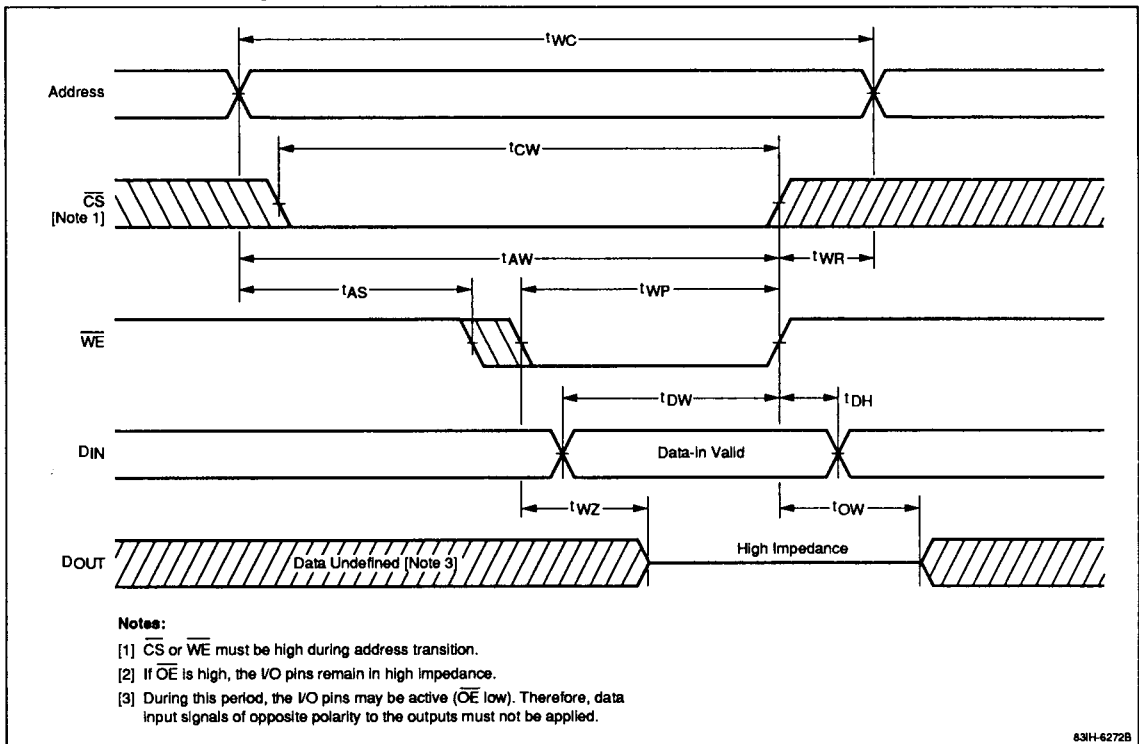 tWC
Address
tCW
CS
[Note 1]
tAW
tWR
tAS
tWP
WE
tDW
tDH
DIN
Data-in Valid
tWZ
tOW
DOUT
Data Undefined [Note 3]
High Impedance
Notes:
[1] CS or WE must be high during address transition.
[2] If OE is high, the I/O pins remain in high impedance.
[3] During this period, the I/O pins may be active (OE low). Therefore, data
input signals of opposite polarity to the outputs must not be applied.
83IH-6272B